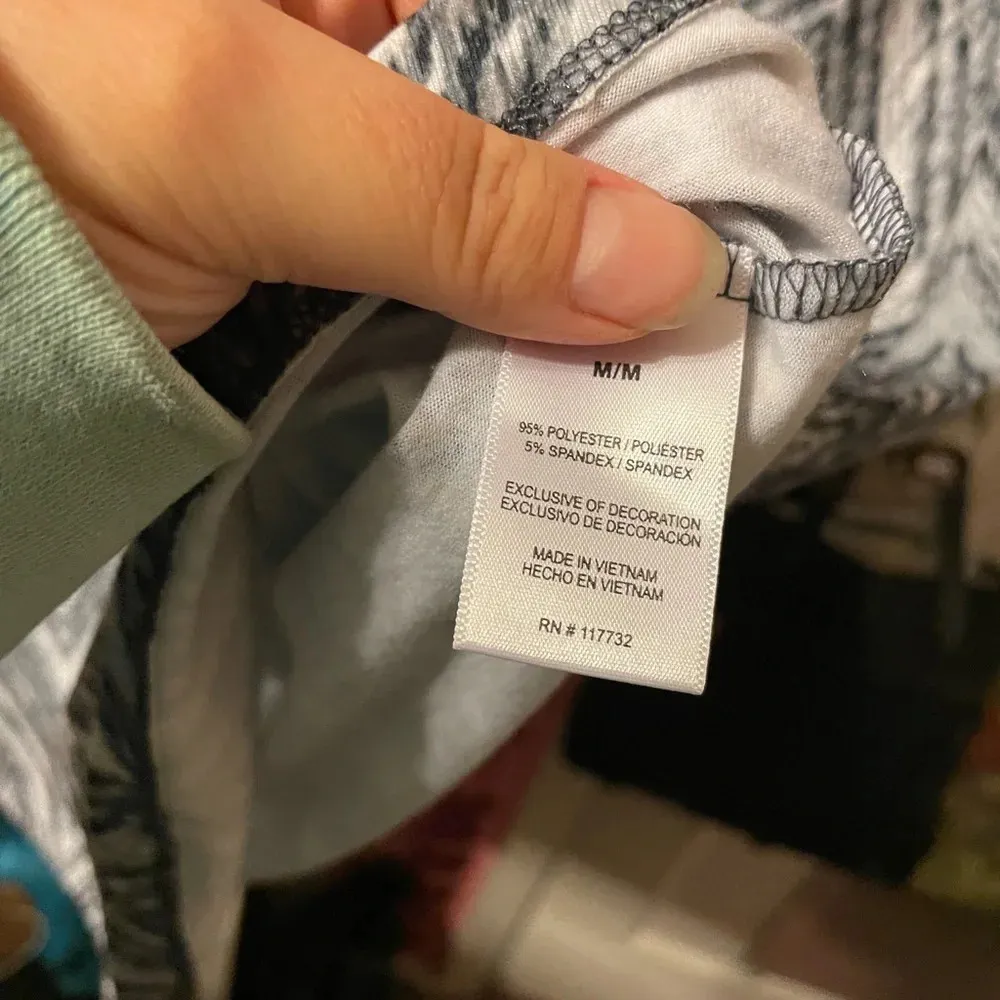 M/M
95% POLYESTER / POLIÉSTER
5% SPANDEX / SPANDEX
EXCLUSIVE OF DECORATION
EXCLUSIVO DE DECORACIÓN
MADE IN VIETNAM
HECHO EN VIETNAM
RN # 117732